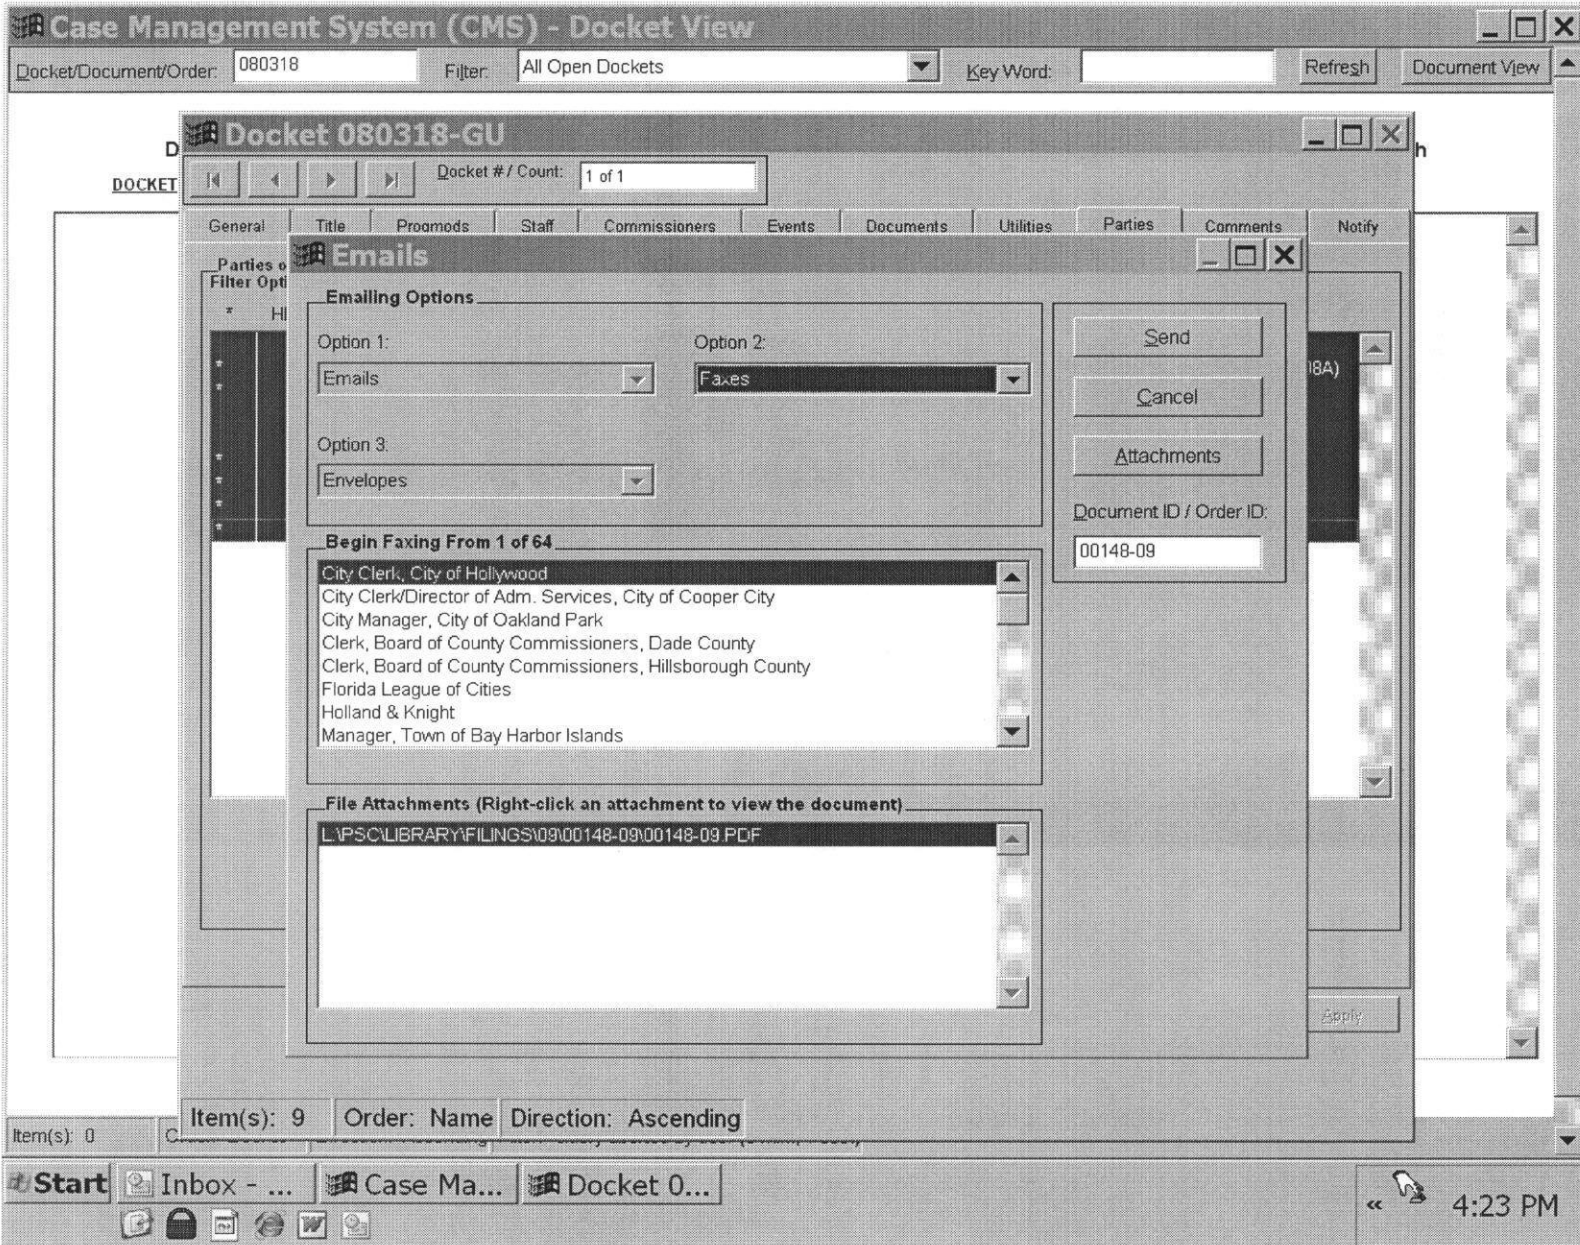 Case Management System (CMS) - Docket View
Docket/Document/Order: 080318 Filter: All Open Dockets Key Word: Refresh Document View
D h
Docket 080318-GU
DOCKET Docket # / Count: 1 of 1
General Title Progmods Staff Commissioners Events Documents Utilities Parties Comments Notify
Parties o
Filter Opt
* HI
Emails
Emailing Options
Option 1: Option 2:
Emails Faxes
Option 3:
Envelopes
Send
Cancel
Attachments
Document ID / Order ID:
00148-09
8A)
Begin Faxing From 1 of 64
City Clerk, City of Hollywood
City Clerk/Director of Adm. Services, City of Cooper City
City Manager, City of Oakland Park
Clerk, Board of County Commissioners, Dade County
Clerk, Board of County Commissioners, Hillsborough County
Florida League of Cities
Holland & Knight
Manager, Town of Bay Harbor Islands
File Attachments (Right-click an attachment to view the document)
L:\PSC\LIBRARY\FILINGS\09\00148-09\00148-09.PDF
Apply
Item(s): 9 Order: Name Direction: Ascending
Item(s): 0
Start Inbox - ... Case Ma... Docket 0... « 4:23 PM